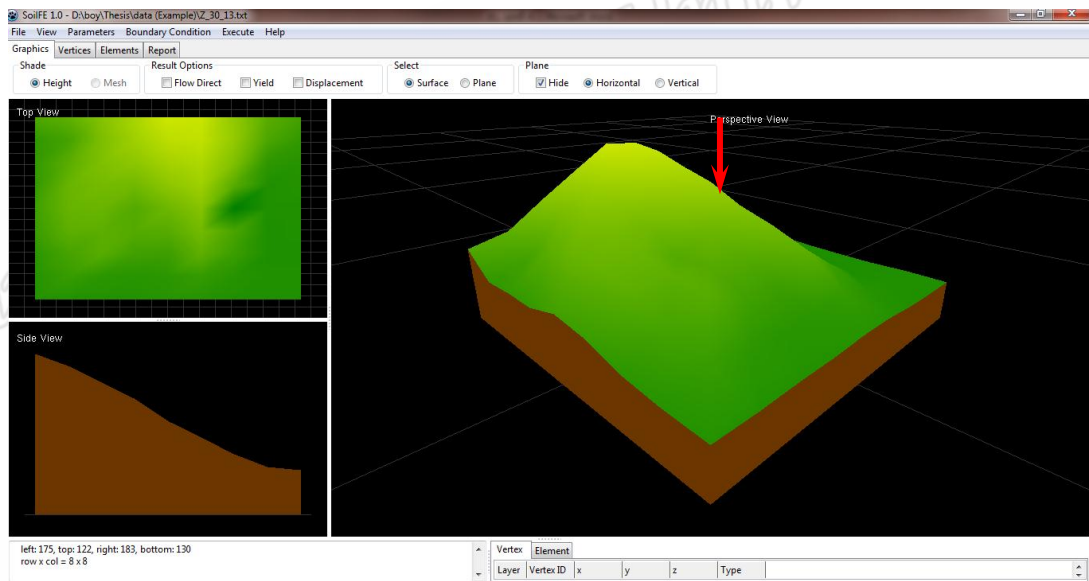 SoilFE 1.0 - D:\boy\Thesis\data (Example)\Z_30_13.txt
File View Parameters Boundary Condition Execute Help
Graphics Vertices Elements Report
Shade Result Options Select Plane
Height Mesh Flow Direct Yield Displacement Surface Plane Hide Horizontal Vertical
Top View
Perspective View
Side View
left: 175, top: 122, right: 183, bottom: 130
row x col = 8 x 8
Vertex Element
Layer Vertex ID x y z Type